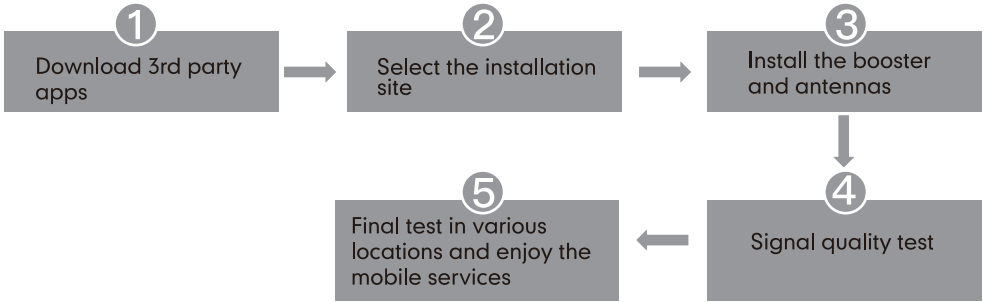 1
Download 3rd party
apps
2
Select the installation
site
3
Install the booster
and antennas
4
Signal quality test
5
Final test in various
locations and enjoy the
mobile services